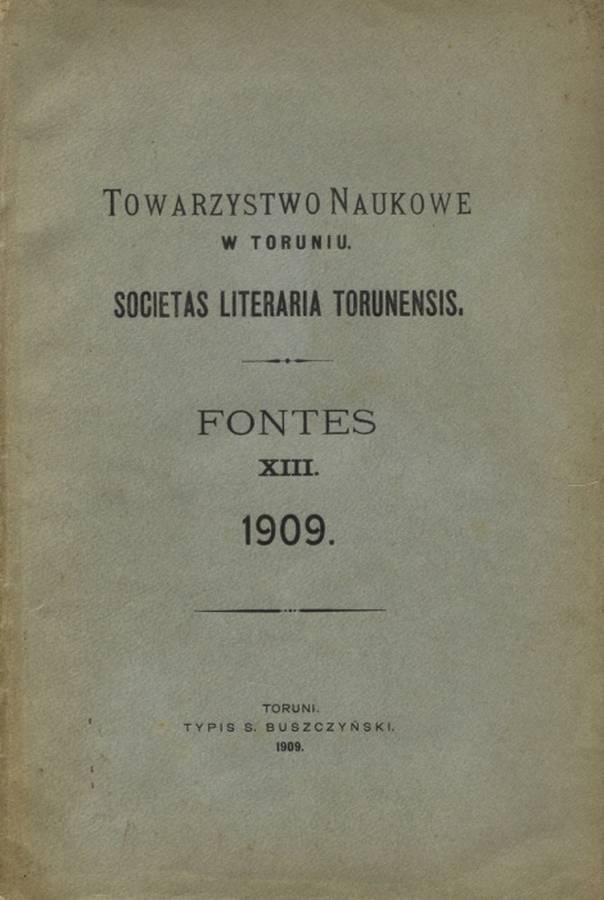 TOWARZYSTWO NAUKOWE
W TORUNIU.
SOCIETAS LITERARIA TORUNENSIS.
FONTES
XIII.
1909.
TORUNI.
TYPIS S. BUSZCZYŃSKI.
1909.